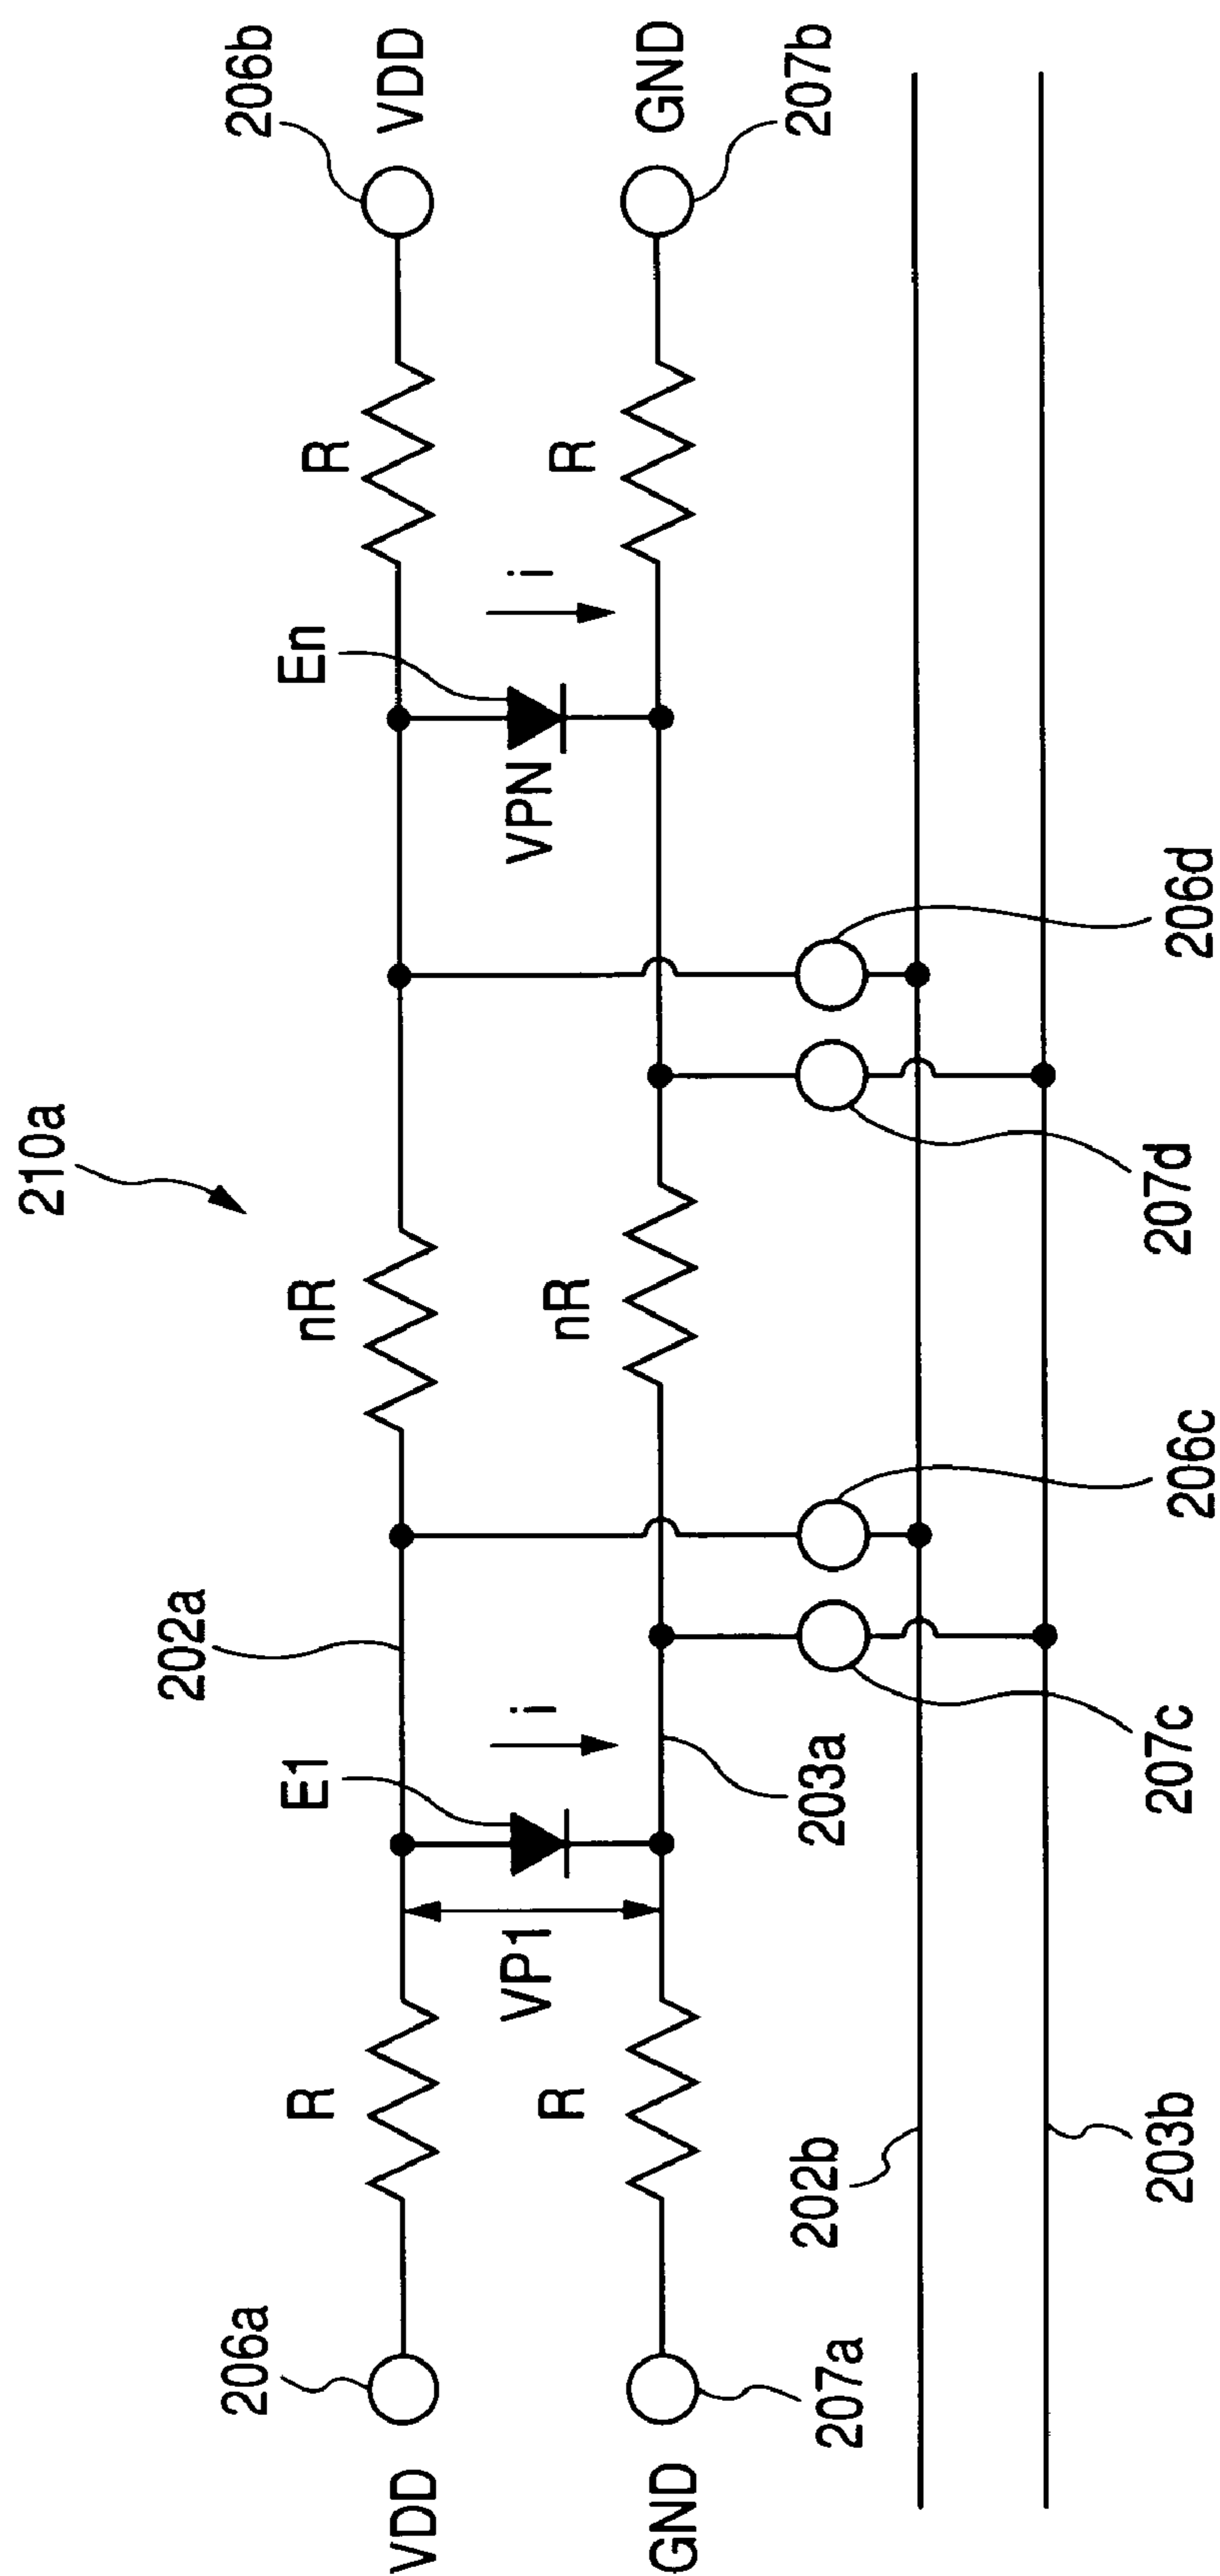 210a
206a
206b
VDD
R
202a
nR
R
VDD
E1
En
VP1
i
VPN
i
GND
R
nR
R
GND
207a
203a
207b
202b
207c
206c
207d
206d
203b